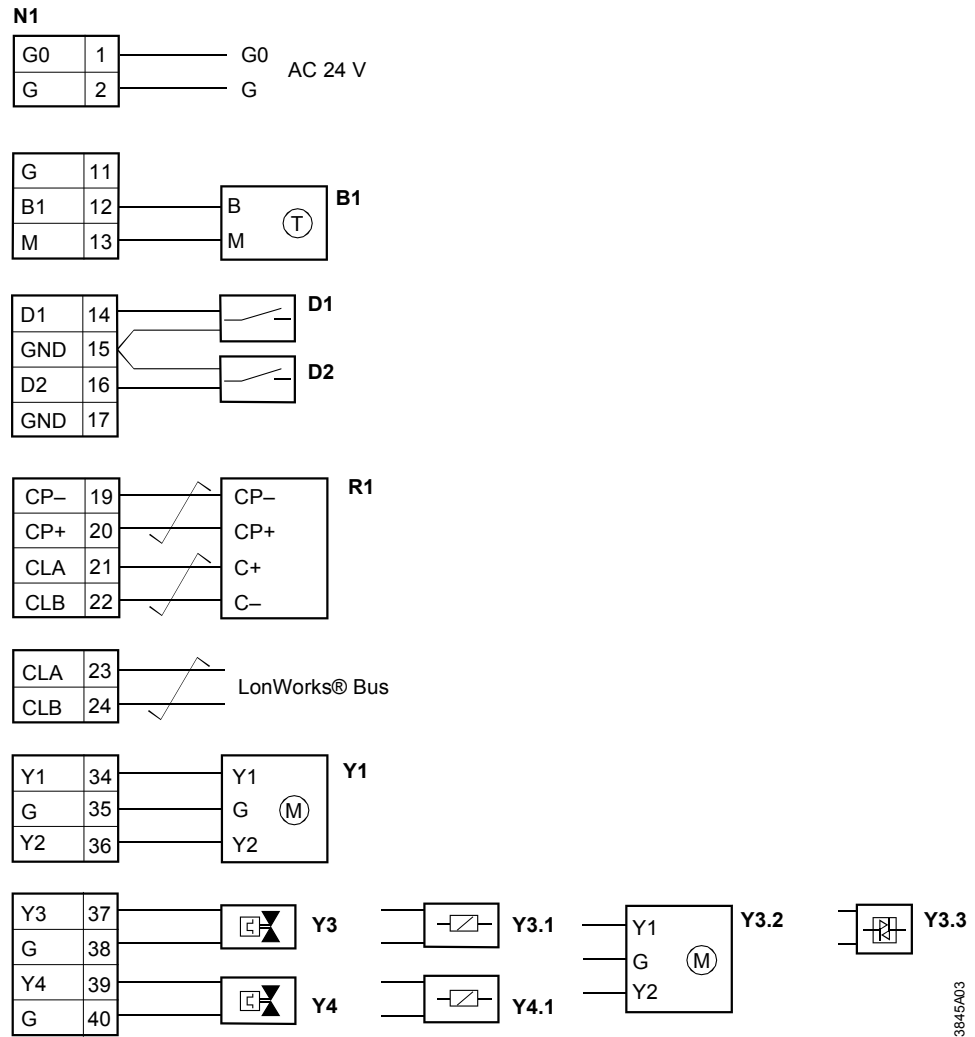 N1
G0 1 G0
AC 24 V
G 2 G
G 11
B1 12 B B1
T
M 13 M
D1 14 D1
GND 15
D2 16 D2
GND 17
CP– 19 CP– R1
CP+ 20 CP+
CLA 21 C+
CLB 22 C–
CLA 23
LonWorks® Bus
CLB 24
Y1 34 Y1 Y1
G 35 G M
Y2 36 Y2
Y3 37 Y3 Y3.1 Y1 Y3.2 Y3.3
G 38 G M
Y4 39 Y4 Y4.1 Y2
G 40
3845A03